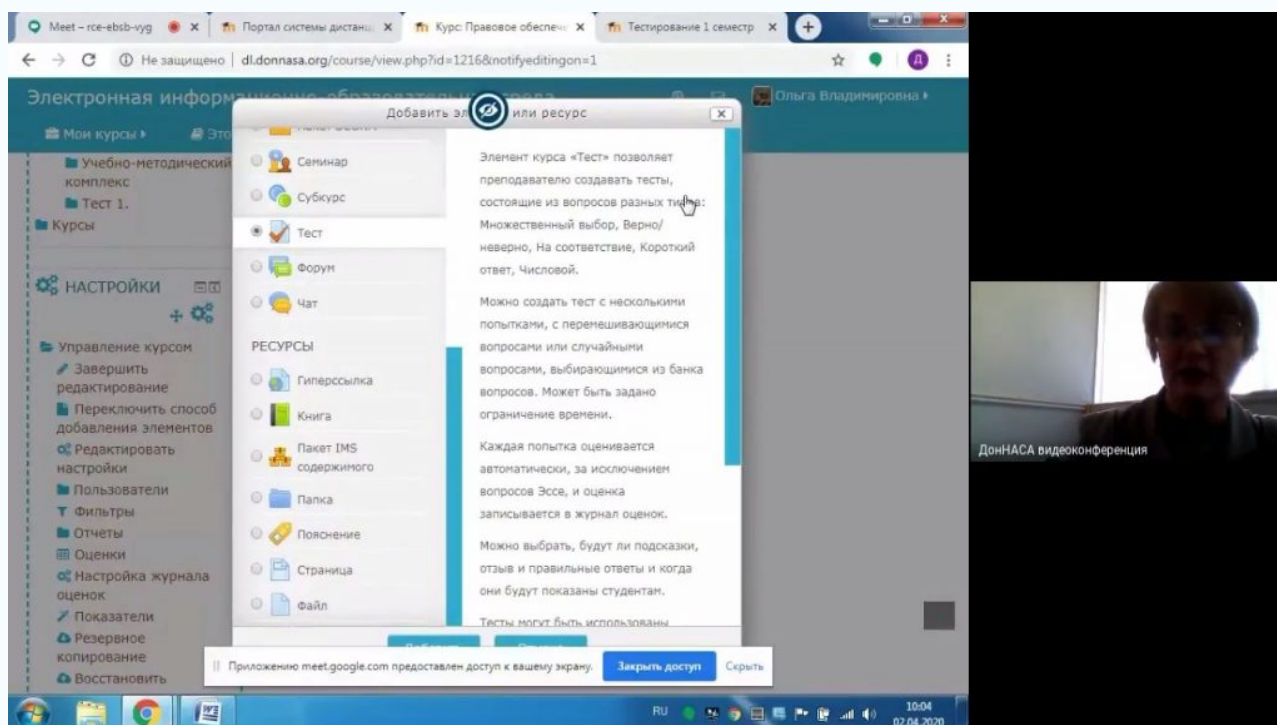 Meet – rce-ebsb-vyg
Портал системы дистанц
Курс: Правовое обеспече
Тестирование 1 семестр
Не защищено | dl.donnasa.org/course/view.php?id=1216&notifyeditingon=1
Д
Электронная
Ольга Владимировна
Добавить или ресурс
Мои курсы
Учебно-методический
комплекс
Тест 1.
Курсы
НАСТРОЙКИ
Управление курсом
Завершить
редактирование
Переключить способ
добавления элементов
Редактировать
настройки
Пользователи
Фильтры
Отчеты
Оценки
Настройка журнала
оценок
Показатели
Резервное
копирование
Восстановить
Семинар
Субкурс
Тест
Форум
Чат
РЕСУРСЫ
Гиперссылка
Книга
Пакет IMS
содержимого
Папка
Пояснение
Страница
Файл
Элемент курса «Тест» позволяет
преподавателю создавать тесты,
состоящие из вопросов разных
Множественный выбор, Верно/
неверно, На соответствие, Короткий
ответ, Числовой.
Можно создать тест с несколькими
попытками, с перемешивающимися
вопросами или случайными
вопросами, выбирающимися из банка
вопросов. Может быть задано
ограничение времени.
Каждая попытка оценивается
автоматически, за исключением
вопросов Эссе, и оценка
записывается в журнал оценок.
Можно выбрать, будут ли подсказки,
отзыв и правильные ответы и когда
они будут показаны студентам.
Тесты могут быть использованы
Приложению meet.google.com предоставлен доступ к вашему экрану.
Закрыть доступ
Скрыть
RU
10:04
02.04.2020
ДонНАСА видеоконференция